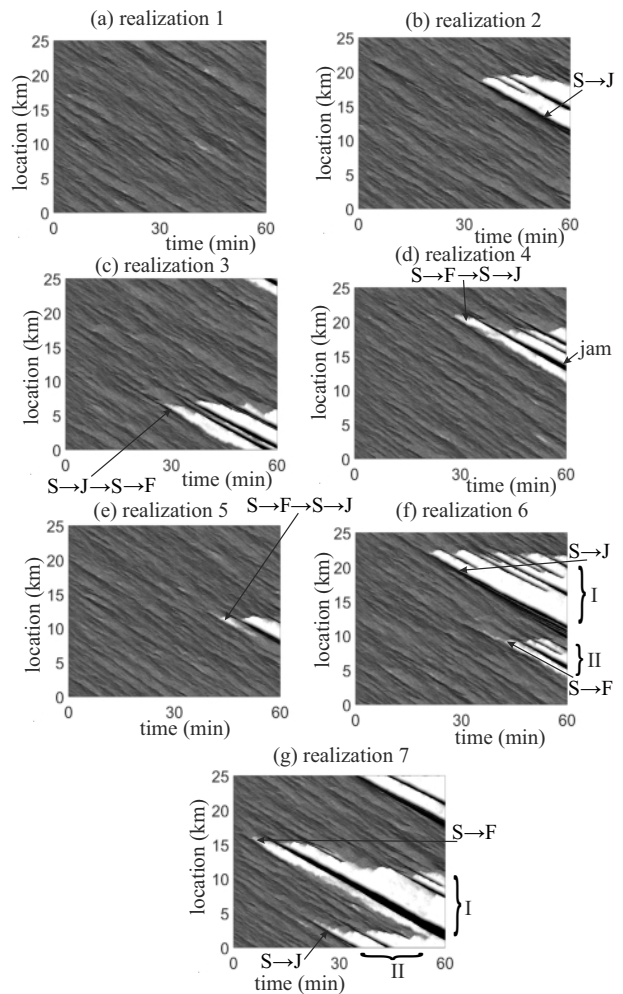 (a) realization 1
25
20
15
10
5
0
location (km)
0
30
60
time (min)
(b) realization 2
25
20
15
10
5
0
location (km)
S→J
0
30
60
time (min)
(c) realization 3
25
20
15
10
5
0
location (km)
0
30
60
time (min)
S→J→S→F
(d) realization 4
S→F→S→J
25
20
15
10
5
0
location (km)
jam
0
30
60
time (min)
(e) realization 5
S→F→S→J
25
20
15
10
5
0
location (km)
0
30
60
time (min)
(f) realization 6
25
20
15
10
5
0
location (km)
S→J
I
II
S→F
0
30
60
time (min)
(g) realization 7
25
20
15
10
5
0
location (km)
S→F
I
S→J
II
0
30
60
time (min)